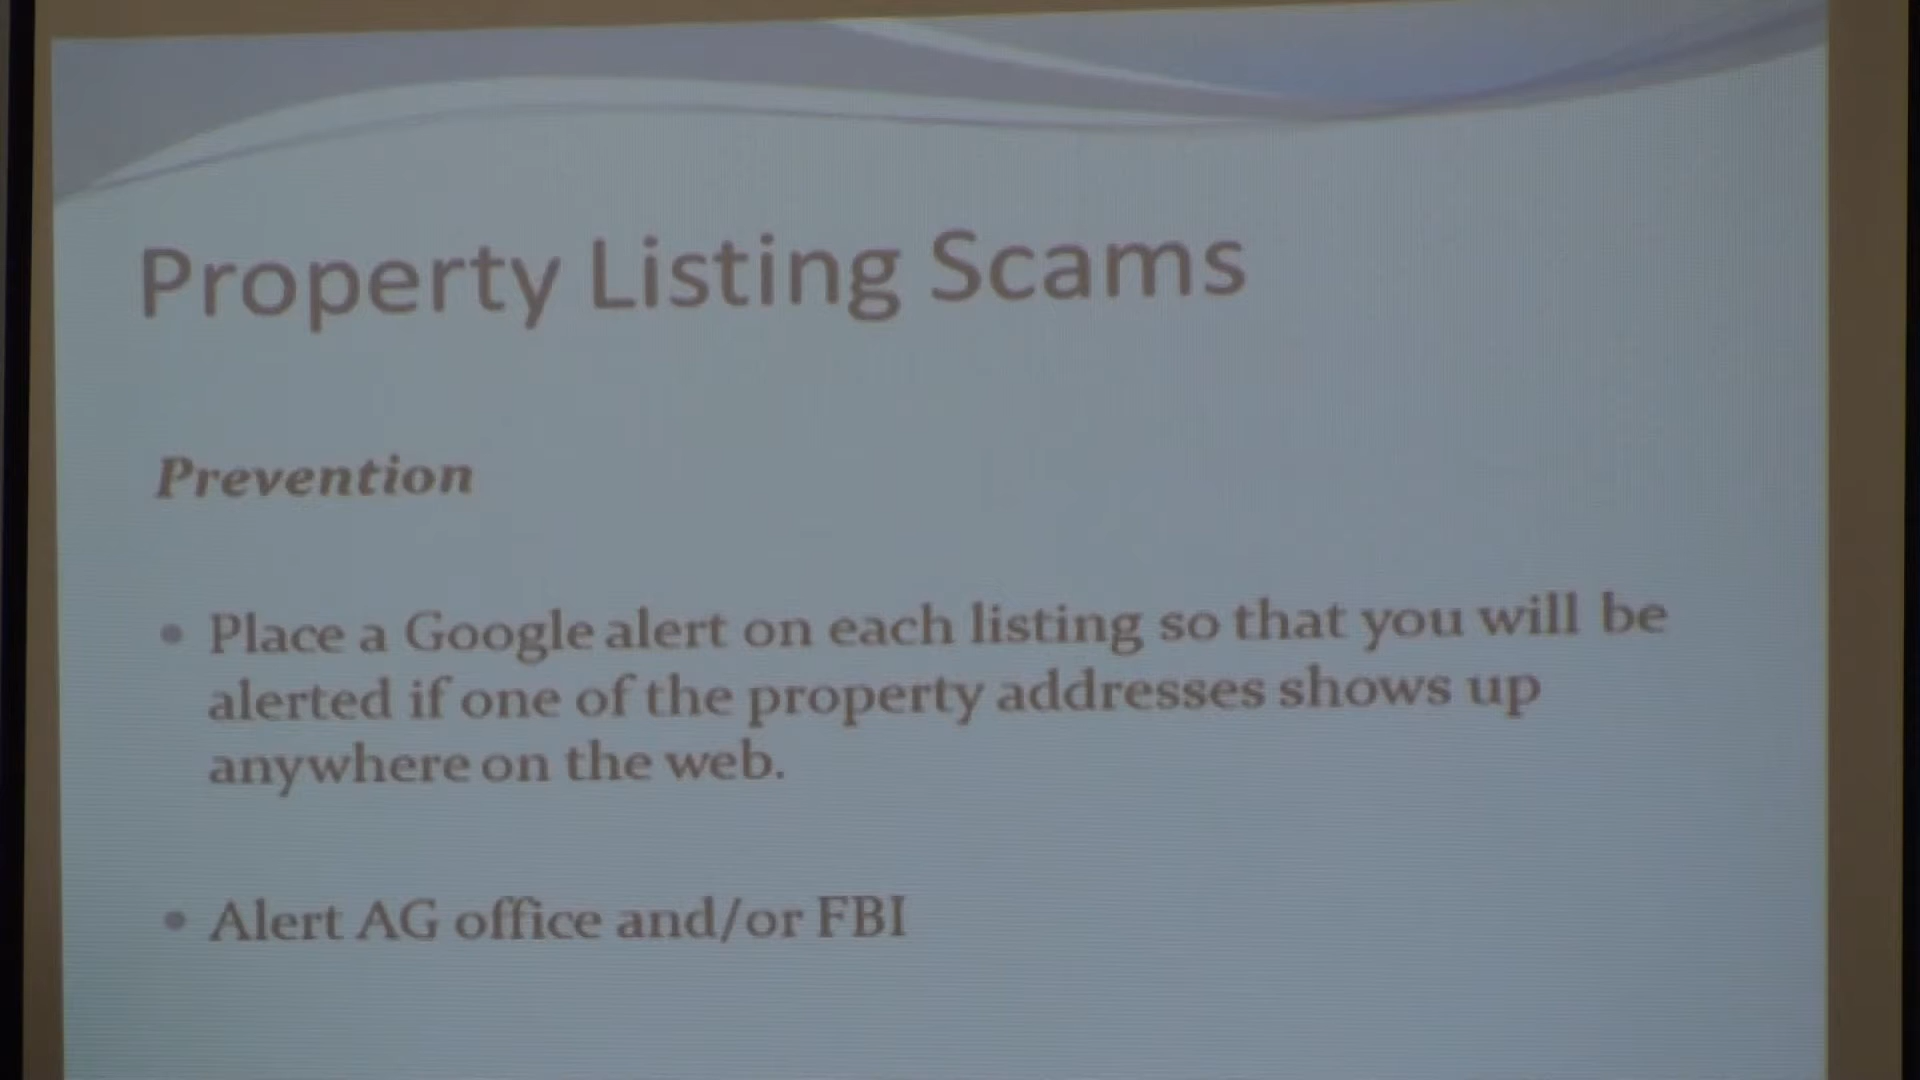 Property Listing Scams
Prevention
• Place a Google alert on each listing so that you will be
alerted if one of the property addresses shows up
anywhere on the web.
• Alert AG office and/or FBI